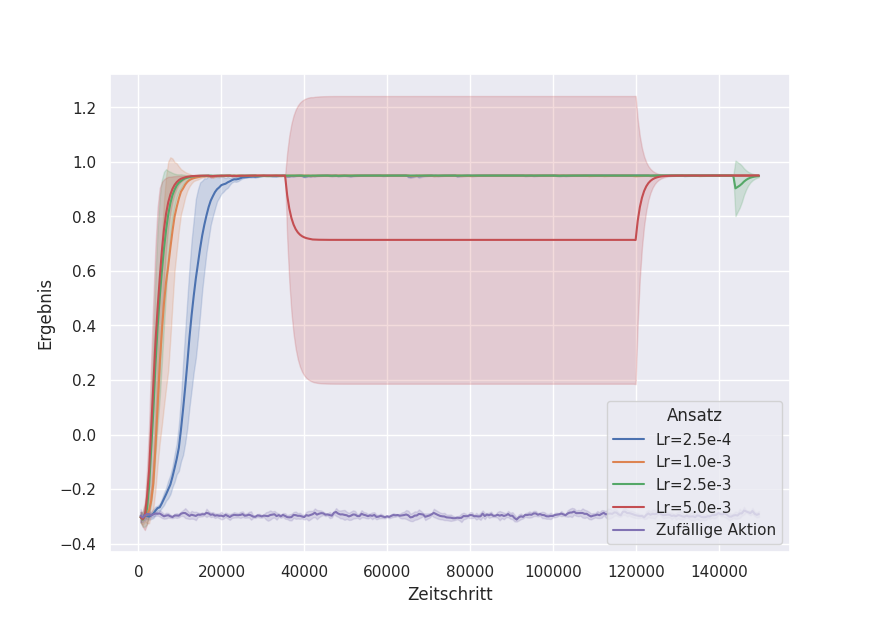 1.2
1.0
0.8
0.6
0.4
0.2
0.0
−0.2
−0.4
Ergebnis
0 20000 40000 60000 80000 100000 120000 140000
Zeitschritt
Ansatz
Lr=2.5e-4
Lr=1.0e-3
Lr=2.5e-3
Lr=5.0e-3
Zufällige Aktion